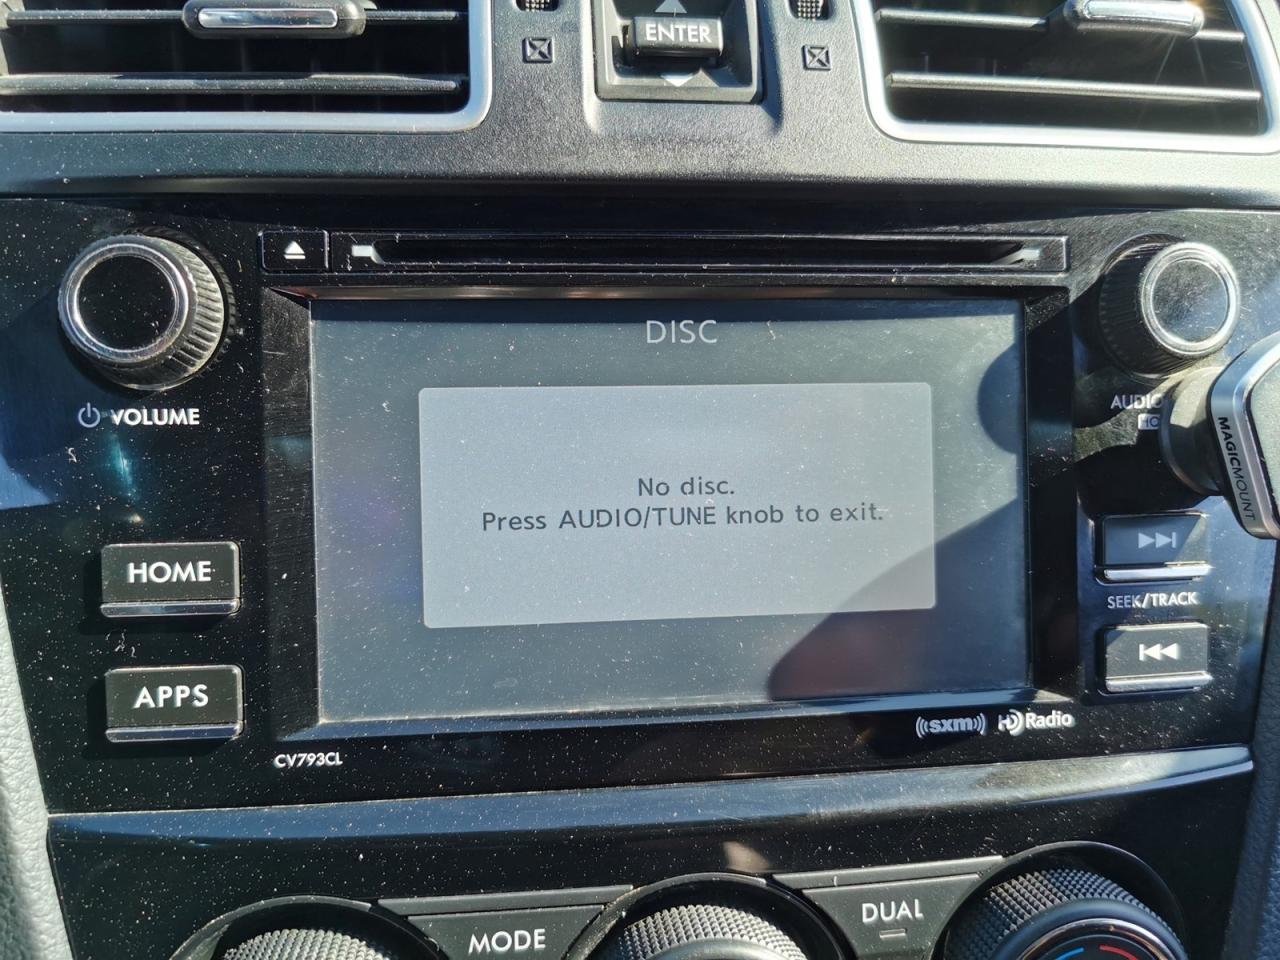 ENTER
DISC
VOLUME
AUDIO
MAGICMOUNT
No disc.
Press AUDIO/TUNE knob to exit.
HOME
SEEK/TRACK
APPS
((sxm))
HD Radio
CV793CL
MODE
DUAL